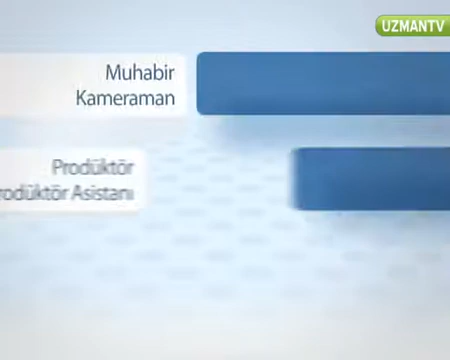 UZMANTV
Muhabir
Kameraman
Prodüktör
rodüktör Asistanı